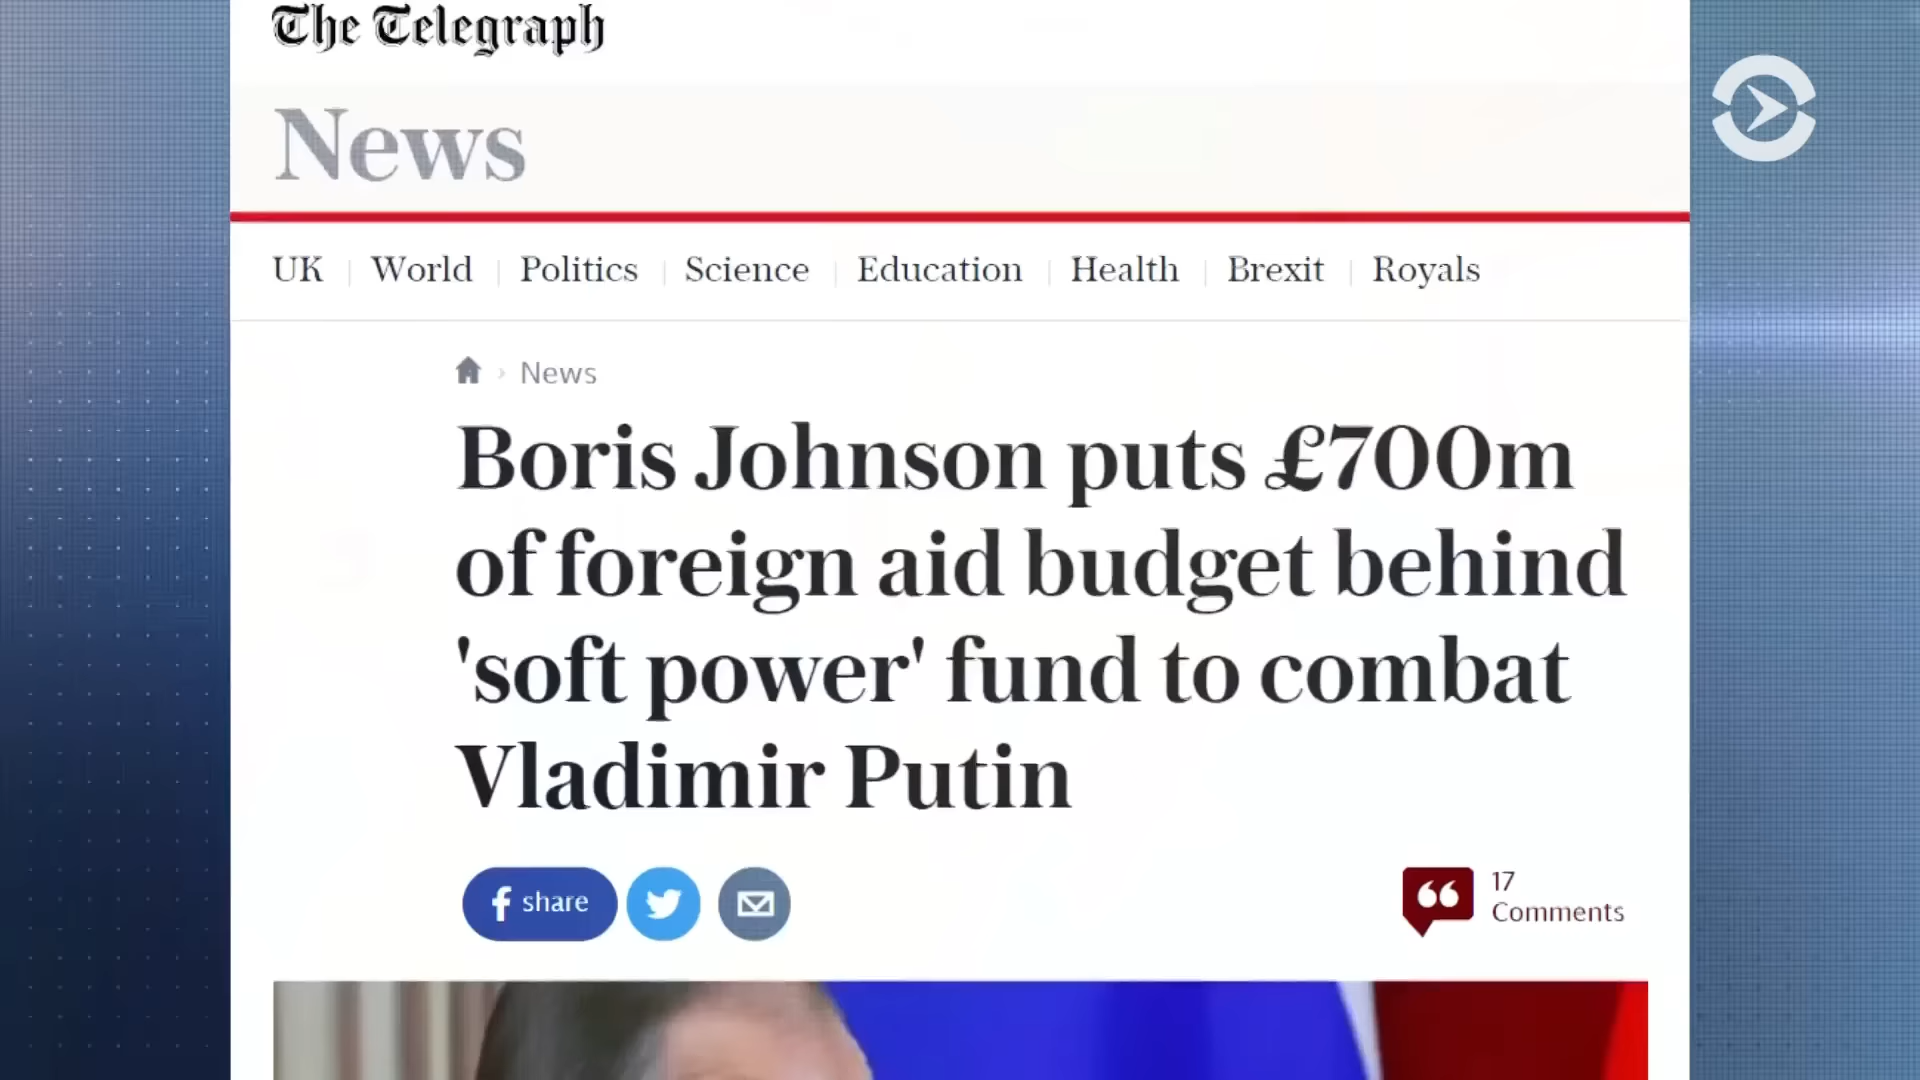 The Telegraph
News
UK World Politics Science Education Health Brexit Royals
News
Boris Johnson puts £700m
of foreign aid budget behind
'soft power' fund to combat
Vladimir Putin
share
17
Comments